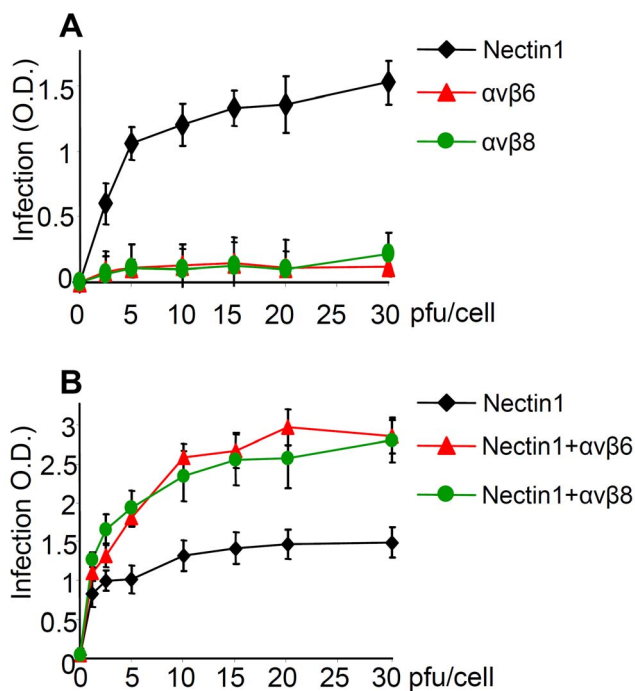 A
Infection (O.D.)
1.5
1
0.5
0
0 5 10 15 20 25 30 pfu/cell
Nectin1
αvβ6
αvβ8
B
Infection O.D.)
3
2.5
2
1.5
1
0.5
0
0 5 10 15 20 25 30 pfu/cell
Nectin1
Nectin1+αvβ6
Nectin1+αvβ8